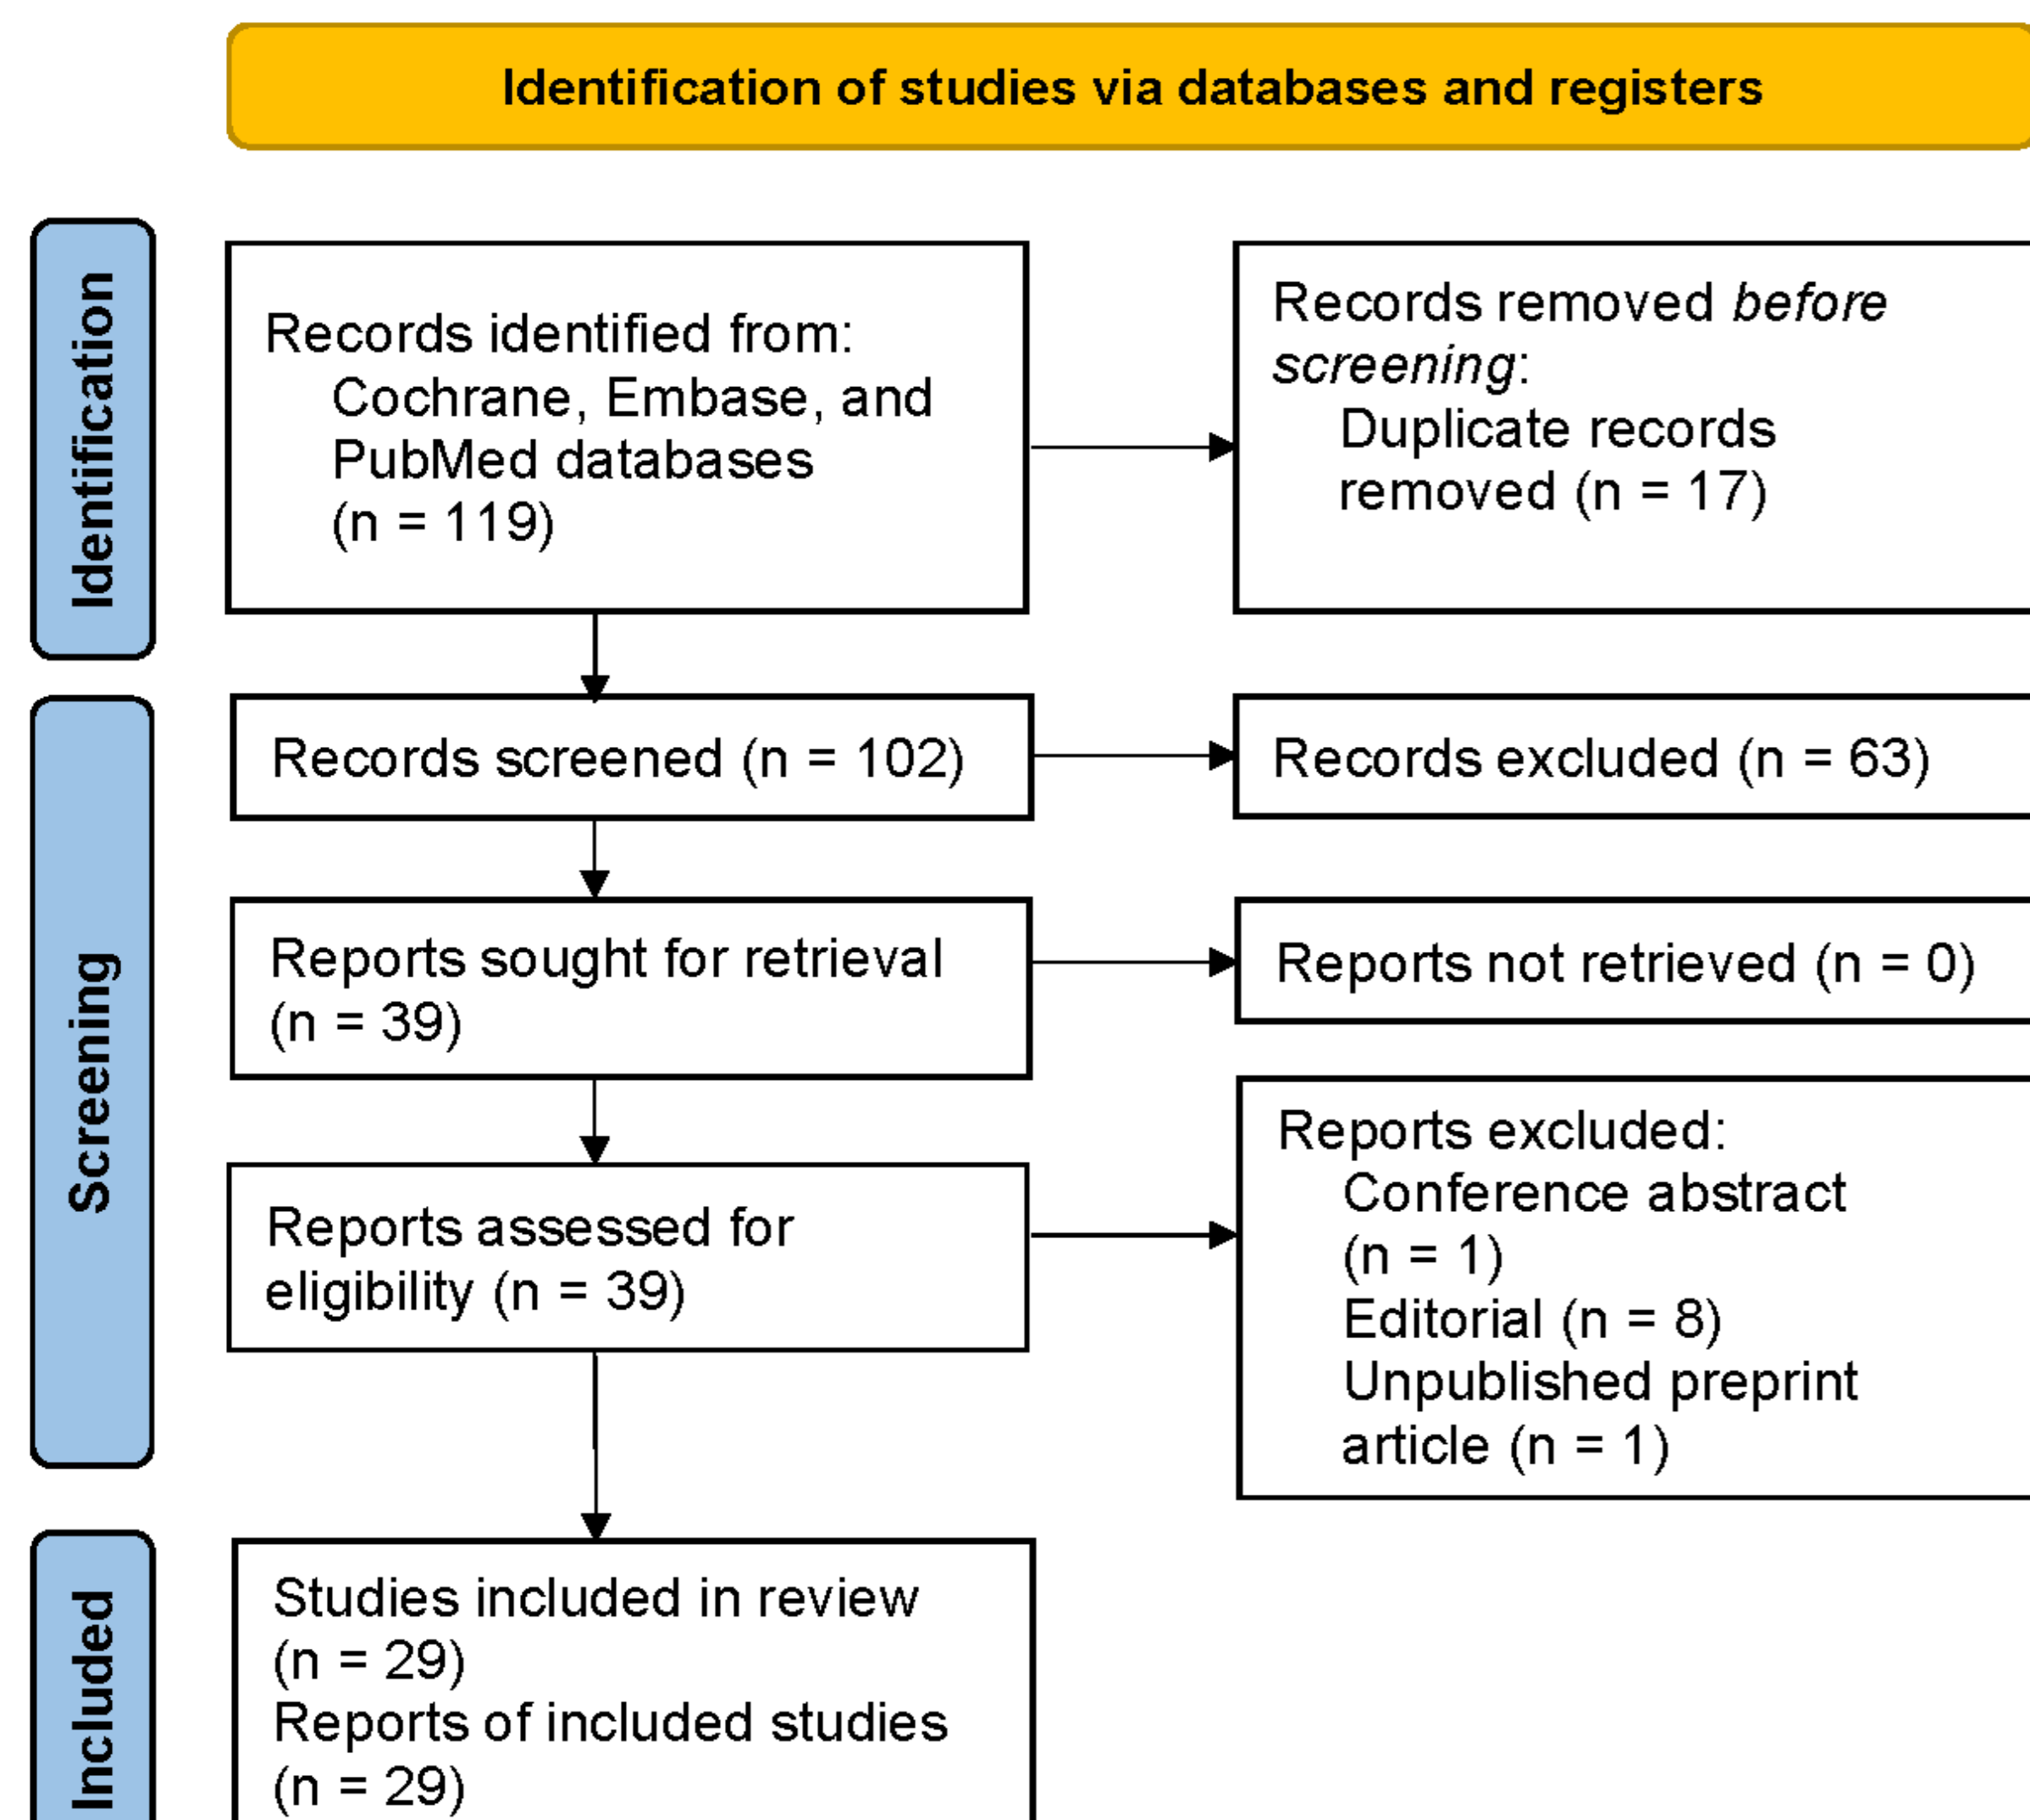 Identification of studies via databases and registers
Identification
Records identified from:
Cochrane, Embase, and
PubMed databases
(n = 119)
Records removed before
screening:
Duplicate records
removed (n = 17)
Screening
Records screened (n = 102)
Records excluded (n = 63)
Reports sought for retrieval
(n = 39)
Reports not retrieved (n = 0)
Reports assessed for
eligibility (n = 39)
Reports excluded:
Conference abstract
(n = 1)
Editorial (n = 8)
Unpublished preprint
article (n = 1)
Included
Studies included in review
(n = 29)
Reports of included studies
(n = 29)